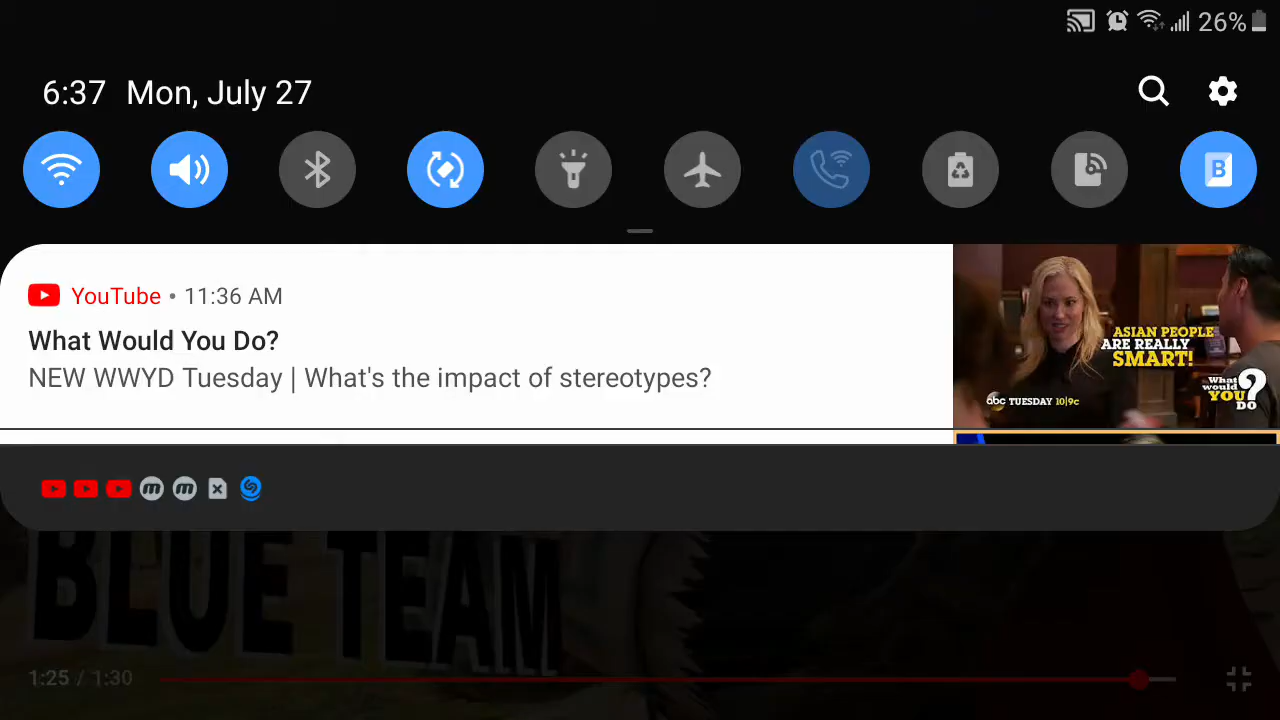 26%
6:37 Mon, July 27
B
YouTube • 11:36 AM
What Would You Do?
NEW WWYD Tuesday | What's the impact of stereotypes?
ASIAN PEOPLE
ARE REALLY
SMART!
abc TUESDAY 10|9c
What
would
YOU
DO
?
m m
BLUE TEAM
1:25 / 1:30